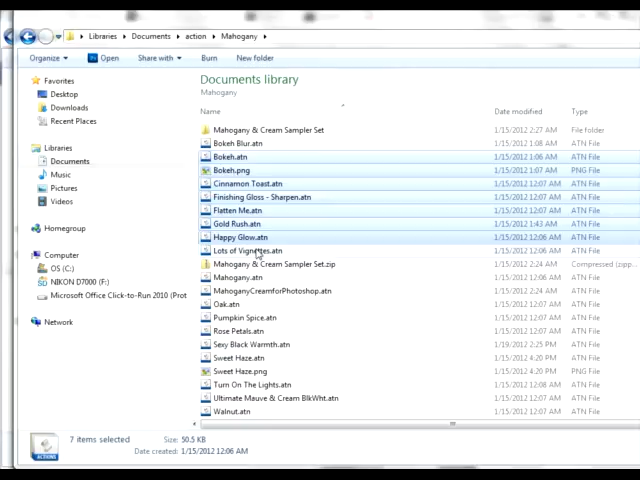 Libraries ▸ Documents ▸ action ▸ Mahogany ▸
Organize ▾ Open Share with ▾ Burn New folder
Favorites
Desktop
Downloads
Recent Places
Libraries
Documents
Music
Pictures
Videos
Homegroup
Computer
OS (C:)
NIKON D7000 (F:)
Microsoft Office Click-to-Run 2010 (Prot
Network
Documents library
Mahogany
Name Date modified Type
Mahogany & Cream Sampler Set 1/15/2012 2:27 AM File folder
Bokeh Blur.atn 1/15/2012 1:08 AM ATN File
Bokeh.atn 1/15/2012 1:06 AM ATN File
Bokeh.png 1/15/2012 1:07 AM PNG File
Cinnamon Toast.atn 1/15/2012 12:07 AM ATN File
Finishing Gloss - Sharpen.atn 1/15/2012 12:07 AM ATN File
Flatten Me.atn 1/15/2012 12:07 AM ATN File
Gold Rush.atn 1/15/2012 1:43 AM ATN File
Happy Glow.atn 1/15/2012 12:06 AM ATN File
Lots of Vignettes.atn 1/15/2012 12:06 AM ATN File
Mahogany & Cream Sampler Set.zip 1/15/2012 2:24 AM Compressed (zipp...
Mahogany.atn 1/15/2012 12:06 AM ATN File
MahoganyCreamforPhotoshop.atn 1/15/2012 2:24 AM ATN File
Oak.atn 1/15/2012 12:07 AM ATN File
Pumpkin Spice.atn 1/15/2012 12:07 AM ATN File
Rose Petals.atn 1/15/2012 12:07 AM ATN File
Sexy Black Warmth.atn 1/19/2012 2:25 PM ATN File
Sweet Haze.atn 1/15/2012 4:20 PM ATN File
Sweet Haze.png 1/15/2012 4:20 PM PNG File
Turn On The Lights.atn 1/15/2012 12:08 AM ATN File
Ultimate Mauve & Cream BlkWht.atn 1/15/2012 12:07 AM ATN File
Walnut.atn 1/15/2012 12:07 AM ATN File
ACTIONS
7 items selected Size: 50.5 KB
Date created: 1/15/2012 12:06 AM